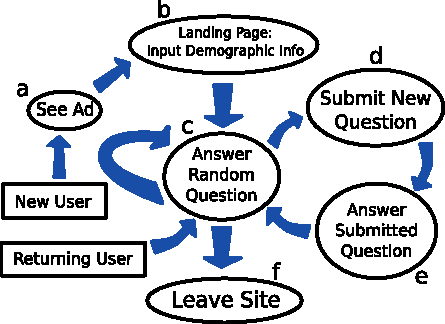 b
Landing Page:
Input Demographic Info
a
See Ad
d
Submit New
Question
c
Answer
Random
Question
New User
Answer
Submitted
Question
e
Returning User
f
Leave Site